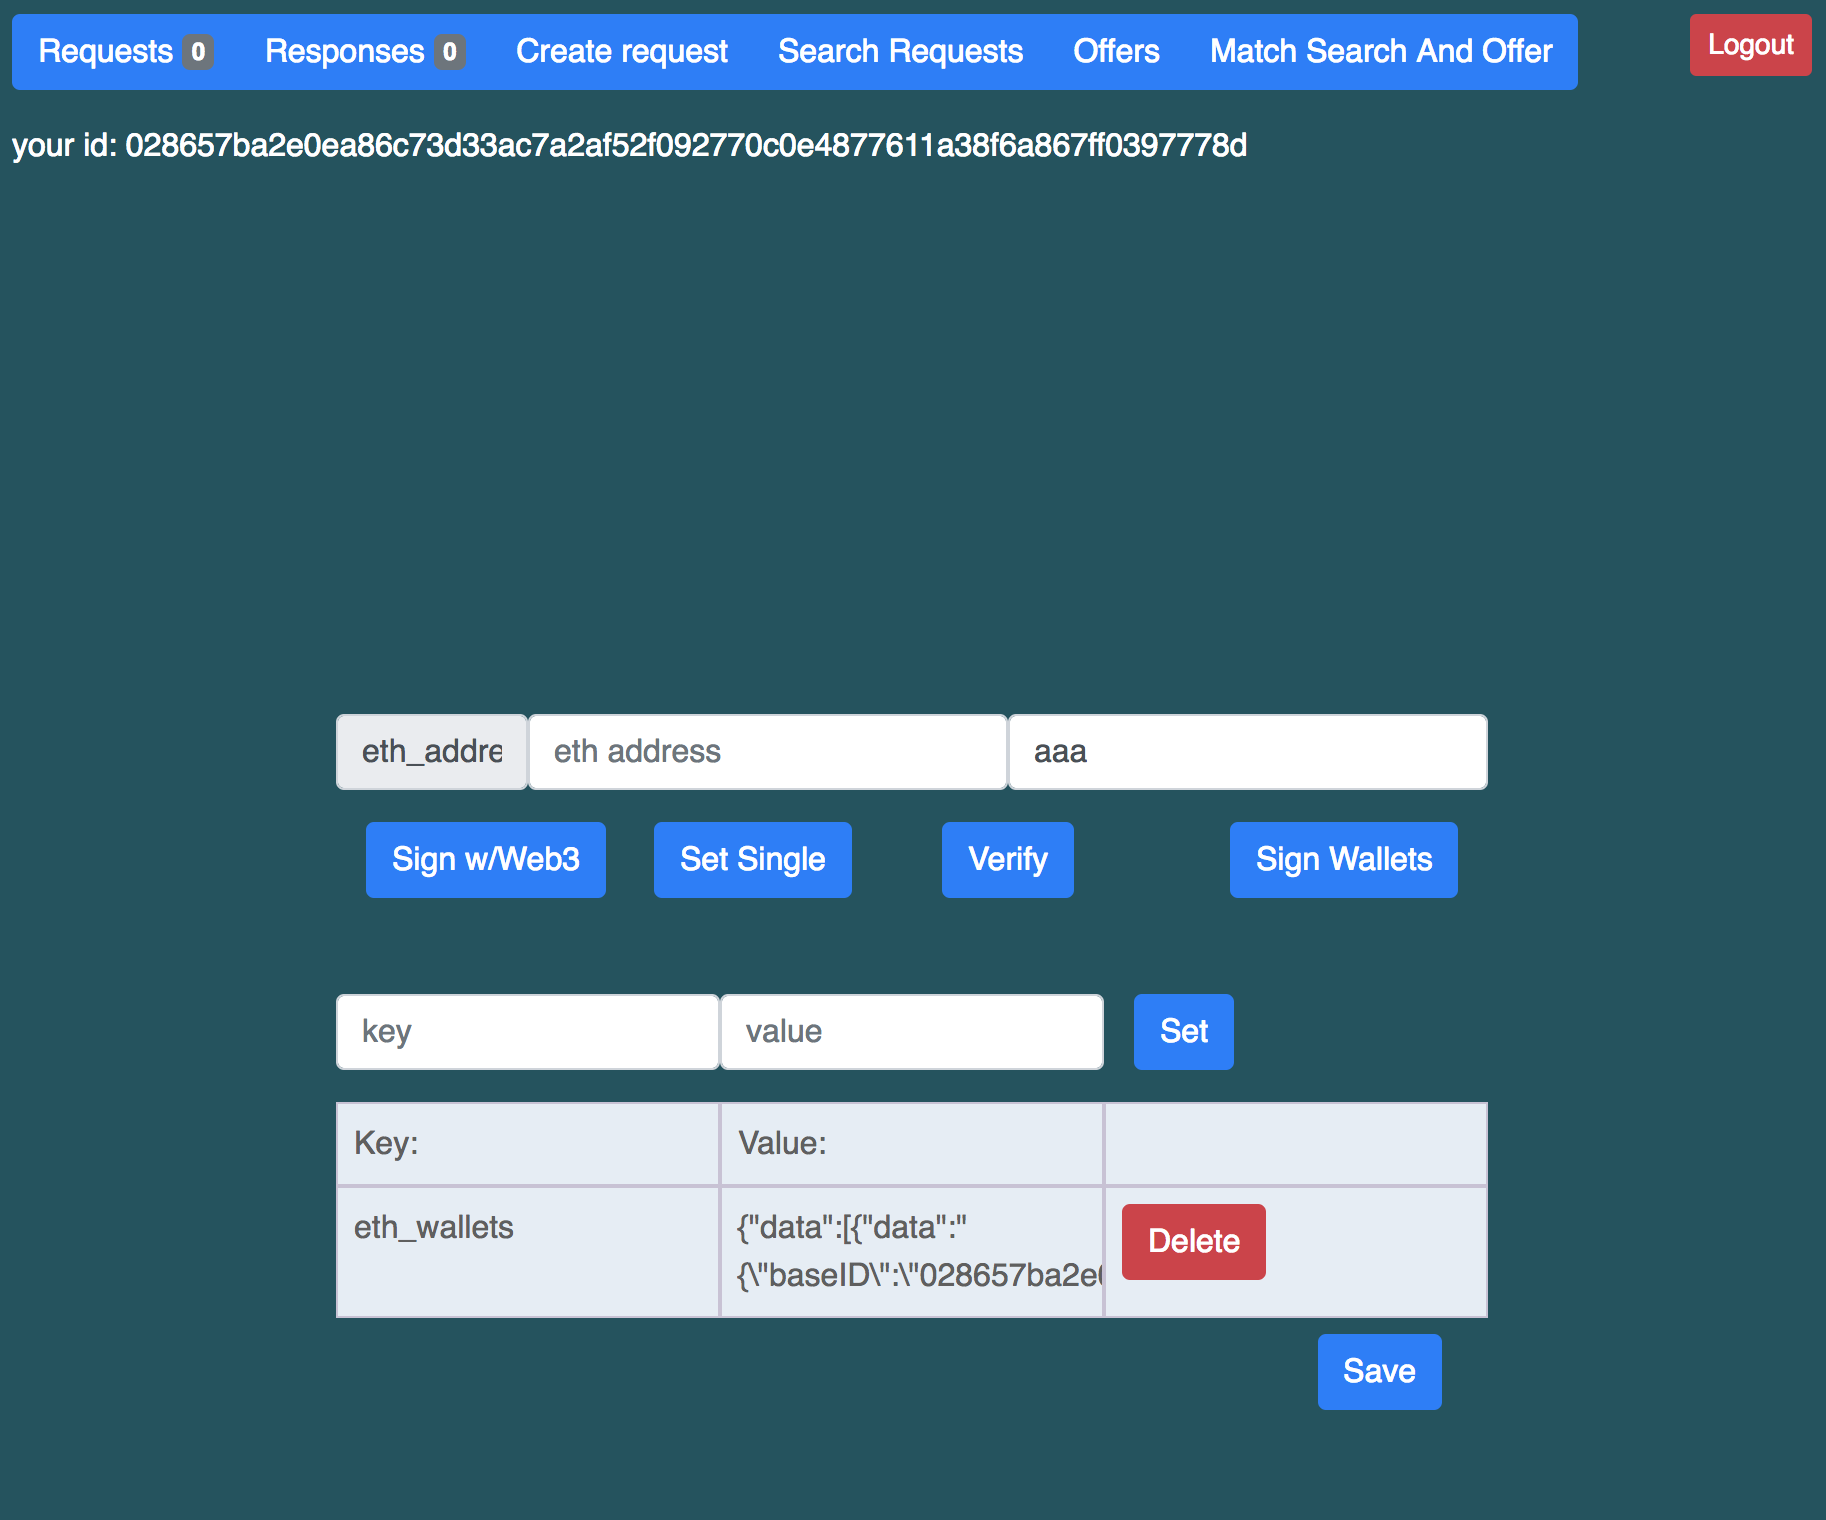 Requests 0 Responses 0 Create request Search Requests Offers Match Search And Offer Logout
your id: 028657ba2e0ea86c73d33ac7a2af52f092770c0e4877611a38f6a867ff0397778d
eth_addre eth address aaa
Sign w/Web3 Set Single Verify Sign Wallets
key value Set
Key: Value:
eth_wallets {"data":[{"data":"
{\"baseID\":\"028657ba2e Delete
Save